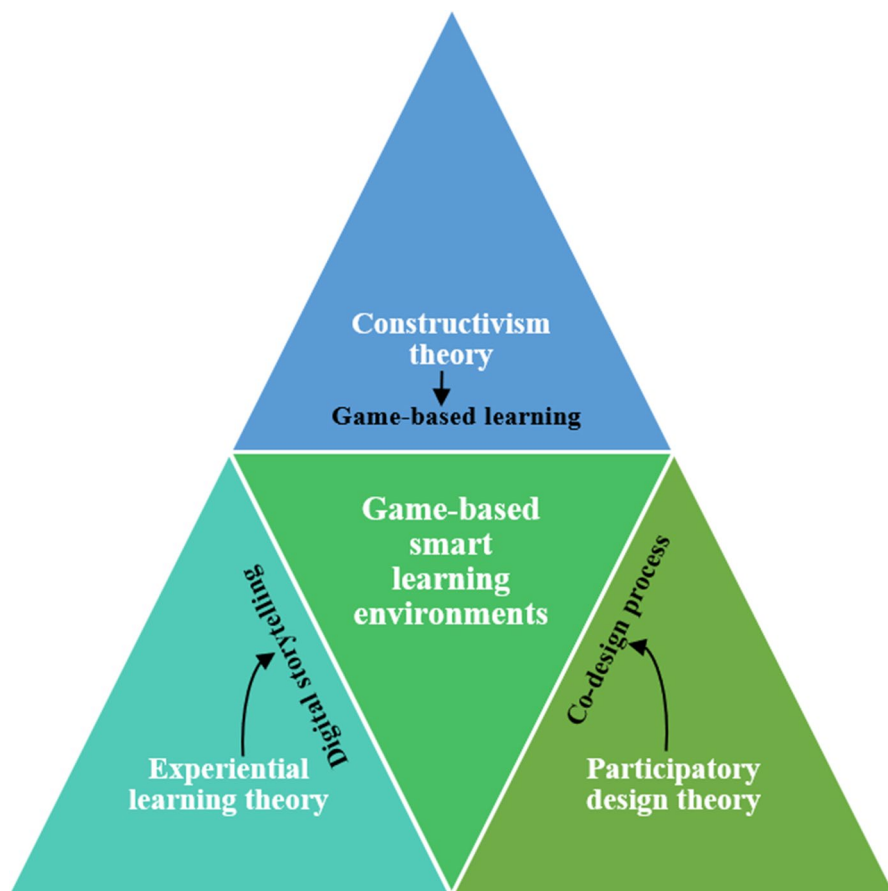 Constructivism
theory
Game-based learning
Game-based
smart
learning
environments
Digital storytelling
Co-design process
Experiential
learning theory
Participatory
design theory